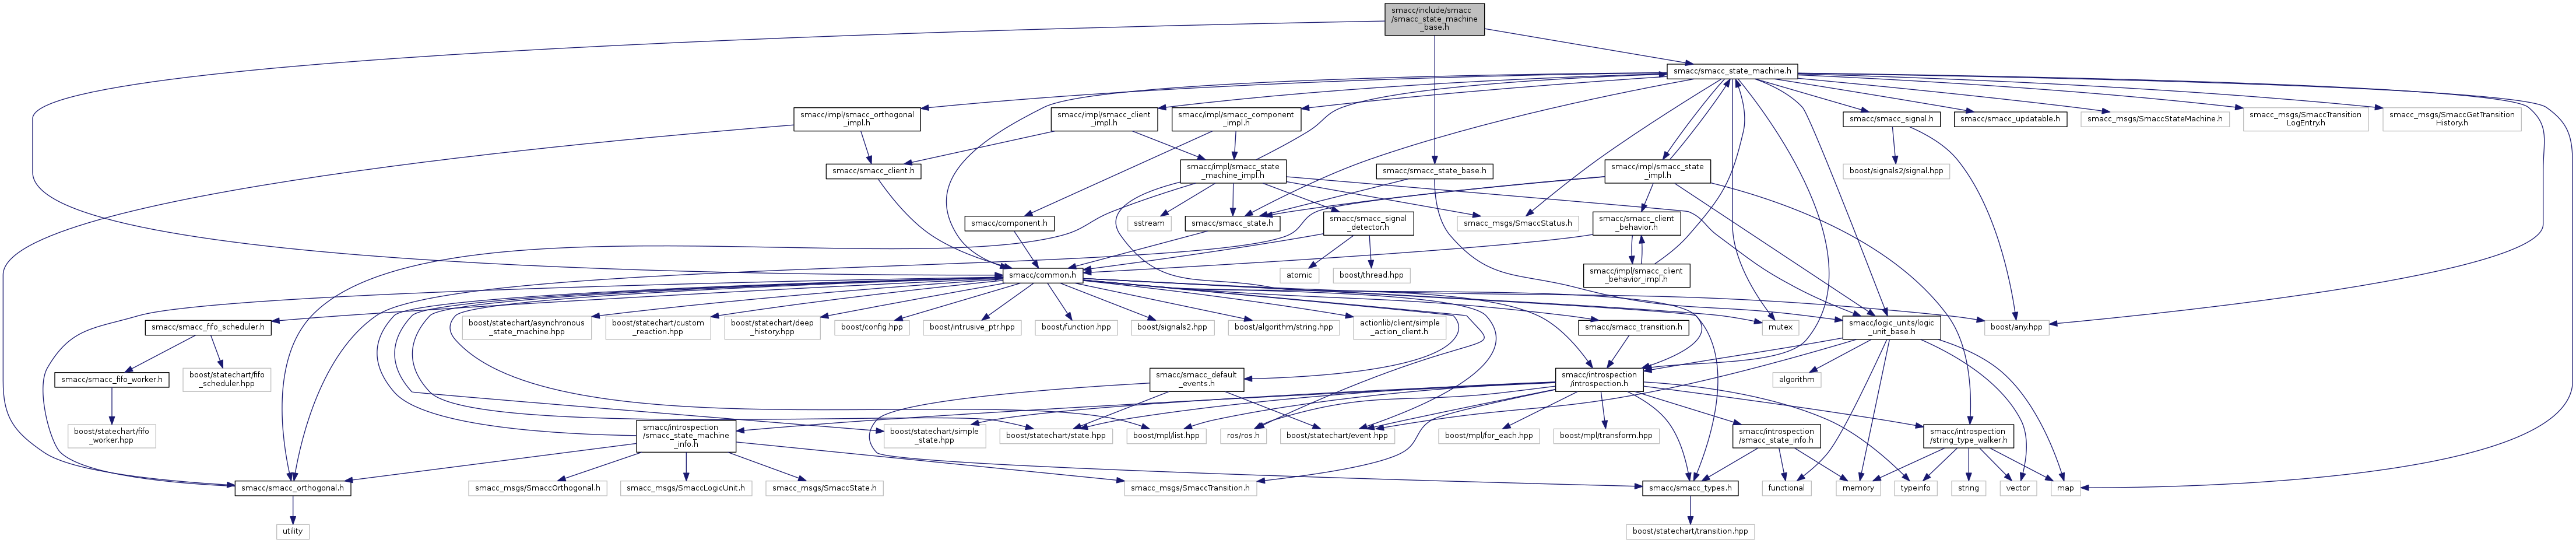 smacc/include/smacc
/smacc_state_machine
_base.h
smacc/smacc_state_machine.h
smacc/impl/smacc_orthogonal
_impl.h
smacc/impl/smacc_client
_impl.h
smacc/impl/smacc_component
_impl.h
smacc/smacc_signal.h
smacc/smacc_updatable.h
smacc_msgs/SmaccStateMachine.h
smacc_msgs/SmaccTransition
LogEntry.h
smacc_msgs/SmaccGetTransition
History.h
smacc/smacc_client.h
smacc/impl/smacc_state
_machine_impl.h
smacc/smacc_state_base.h
smacc/impl/smacc_state
_impl.h
boost/signals2/signal.hpp
smacc/component.h
sstream
smacc/smacc_state.h
smacc/smacc_signal
_detector.h
smacc_msgs/SmaccStatus.h
smacc/smacc_client
_behavior.h
smacc/common.h
atomic
boost/thread.hpp
smacc/impl/smacc_client
_behavior_impl.h
smacc/smacc_fifo_scheduler.h
boost/statechart/asynchronous
_state_machine.hpp
boost/statechart/custom
_reaction.hpp
boost/statechart/deep
_history.hpp
boost/config.hpp
boost/intrusive_ptr.hpp
boost/function.hpp
boost/signals2.hpp
boost/algorithm/string.hpp
actionlib/client/simple
_action_client.h
smacc/smacc_transition.h
mutex
smacc/logic_units/logic
_unit_base.h
boost/any.hpp
smacc/smacc_fifo_worker.h
boost/statechart/fifo
_scheduler.hpp
smacc/smacc_default
_events.h
smacc/introspection
/introspection.h
algorithm
boost/statechart/fifo
_worker.hpp
smacc/introspection
/smacc_state_machine
_info.h
boost/statechart/simple
_state.hpp
boost/statechart/state.hpp
boost/mpl/list.hpp
ros/ros.h
boost/statechart/event.hpp
boost/mpl/for_each.hpp
boost/mpl/transform.hpp
smacc/introspection
/smacc_state_info.h
smacc/introspection
/string_type_walker.h
smacc/smacc_orthogonal.h
smacc_msgs/SmaccOrthogonal.h
smacc_msgs/SmaccLogicUnit.h
smacc_msgs/SmaccState.h
smacc_msgs/SmaccTransition.h
smacc/smacc_types.h
functional
memory
typeinfo
string
vector
map
utility
boost/statechart/transition.hpp